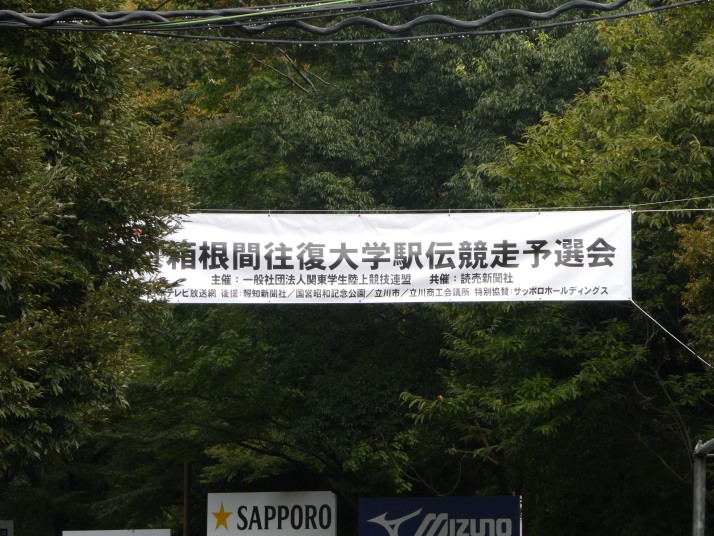 箱根間往復大学駅伝競走予選会
主催：一般社団法人関東学生陸上競技連盟　共催：読売新聞社
テレビ放送網 後援：報知新聞社／国営昭和記念公園／立川市／立川商工会議所 特別協賛：サッポロホールディングス
SAPPORO
Mizuno